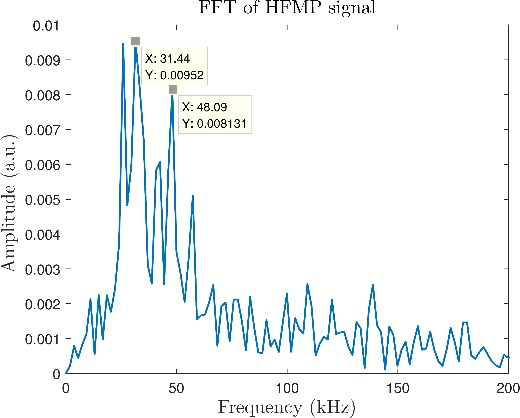 FFT of HFMP signal
0.01
0.009
0.008
0.007
0.006
0.005
0.004
0.003
0.002
0.001
0
Amplitude (a.u.)
X: 31.44
Y: 0.00952
X: 48.09
Y: 0.008131
0 50 100 150 200
Frequency (kHz)